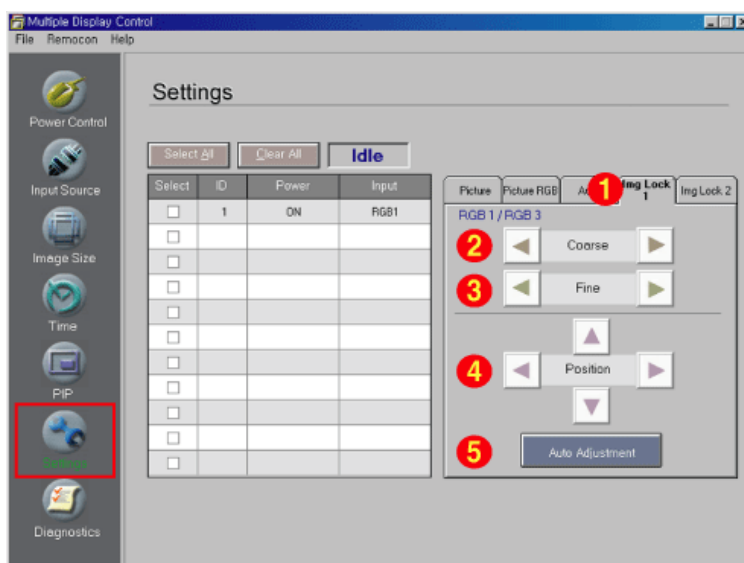 Multiple Display Control
File Remocon Help
Power Control
Input Source
Image Size
Time
PIP
Settings
Diagnostics
Settings
Select All Clear All Idle
Select ID Power Input
1 ON RGB1
Picture Picture RGB 1 Img Lock 1 Img Lock 2
RGB 1 / RGB 3
2 Coarse
3 Fine
4 Position
5 Auto Adjustment